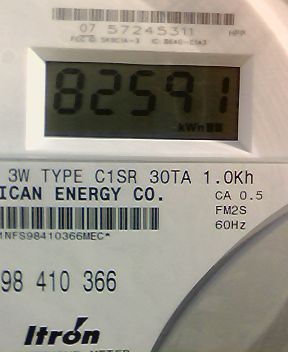 07 57245311
82591
kWh
3W TYPE C1SR 30TA 1.0Kh
ICAN ENERGY CO.
CA 0.5
FM2S
60Hz
1NFS98410366MEC*
98 410 366
Itron